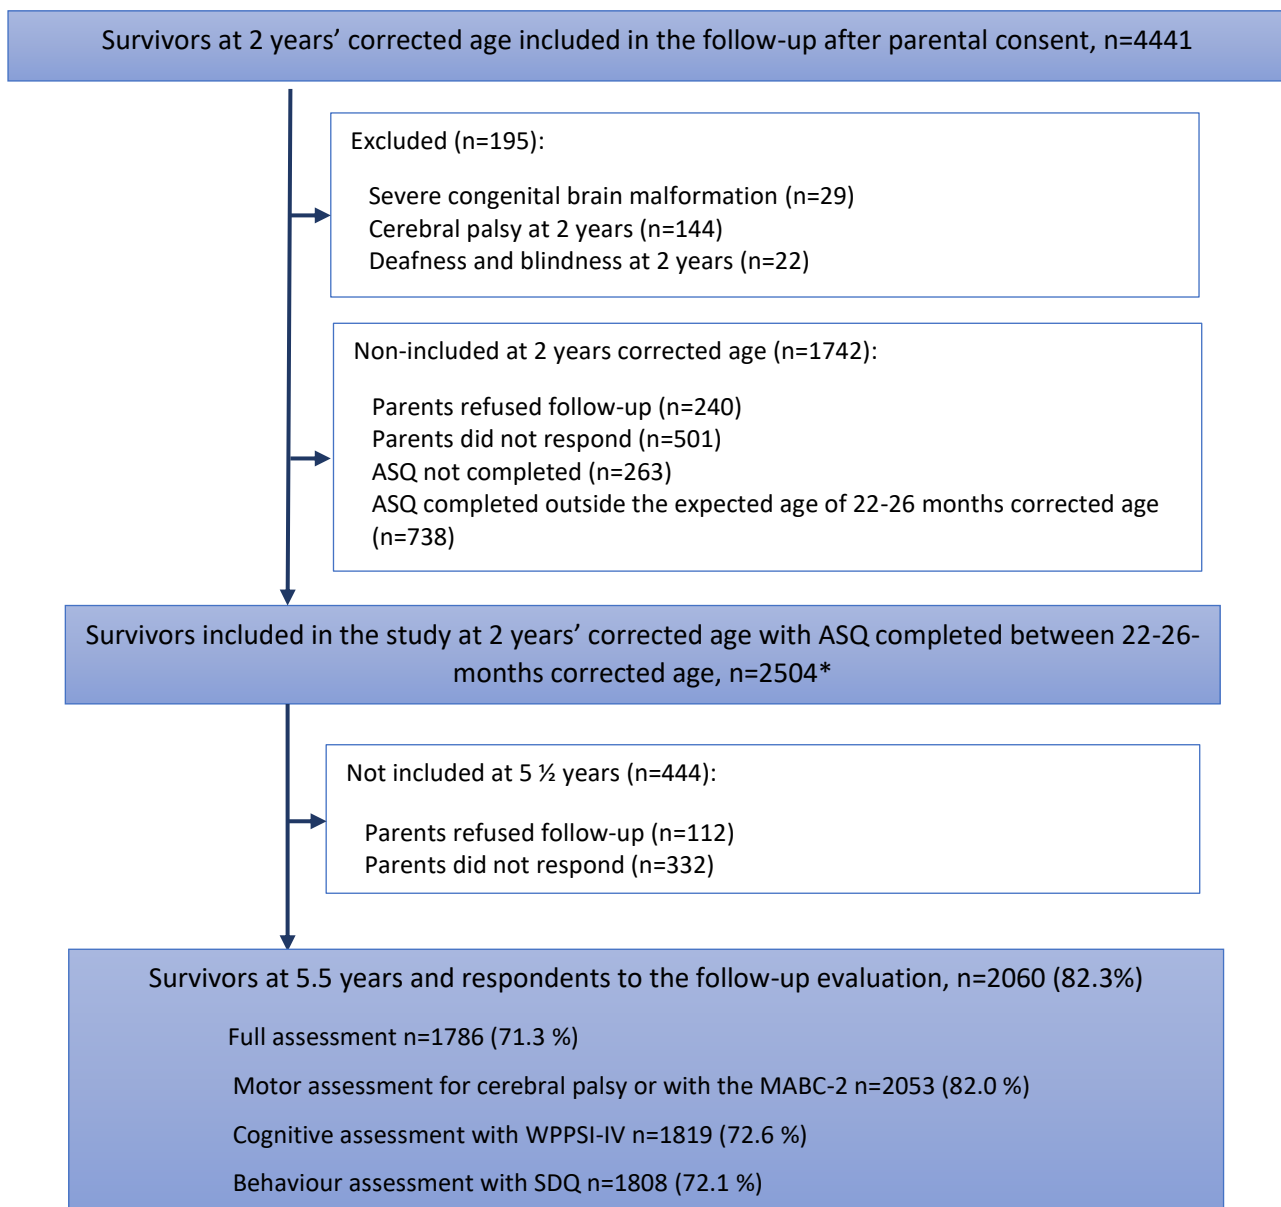 Survivors at 2 years’ corrected age included in the follow-up after parental consent, n=4441
Excluded (n=195):
Severe congenital brain malformation (n=29)
Cerebral palsy at 2 years (n=144)
Deafness and blindness at 2 years (n=22)
Non-included at 2 years corrected age (n=1742):
Parents refused follow-up (n=240)
Parents did not respond (n=501)
ASQ not completed (n=263)
ASQ completed outside the expected age of 22-26 months corrected age
(n=738)
Survivors included in the study at 2 years’ corrected age with ASQ completed between 22-26-
months corrected age, n=2504*
Not included at 5 ½ years (n=444):
Parents refused follow-up (n=112)
Parents did not respond (n=332)
Survivors at 5.5 years and respondents to the follow-up evaluation, n=2060 (82.3%)
Full assessment n=1786 (71.3 %)
Motor assessment for cerebral palsy or with the MABC-2 n=2053 (82.0 %)
Cognitive assessment with WPPSI-IV n=1819 (72.6 %)
Behaviour assessment with SDQ n=1808 (72.1 %)